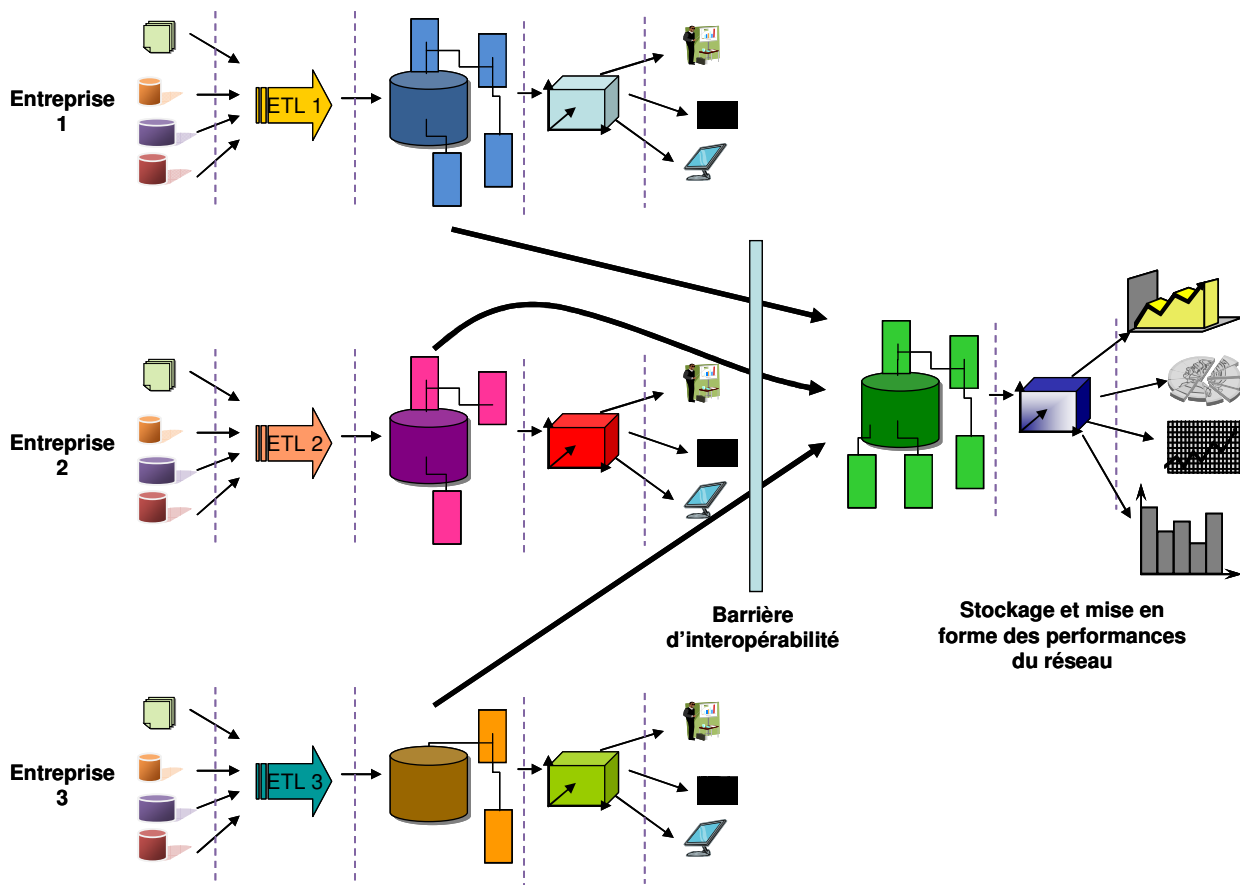 Entreprise
1
ETL 1
Entreprise
2
ETL 2
Barrière
d'interopérabilité
Stockage et mise en
forme des performances
du réseau
Entreprise
3
ETL 3